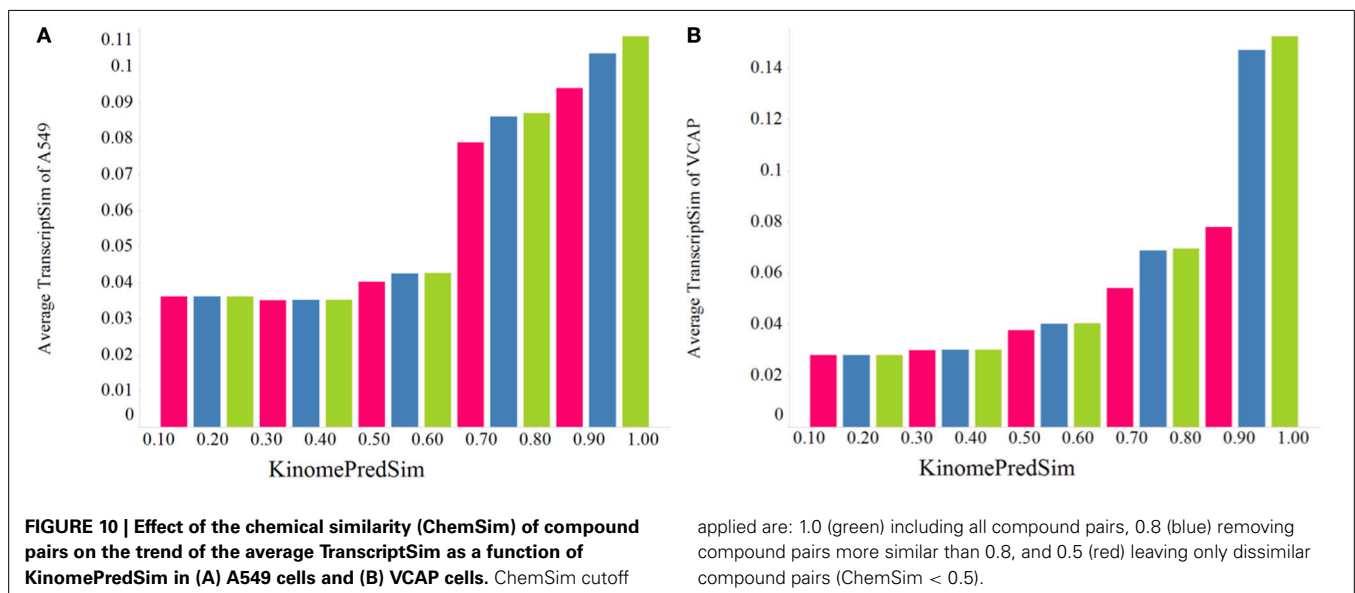 A
0.11
0.1
0.09
0.08
0.07
0.06
0.05
0.04
0.03
0.02
0.01
0
Average TranscriptSim of A549
0.10 0.20 0.30 0.40 0.50 0.60 0.70 0.80 0.90 1.00
KinomePredSim
B
0.14
0.12
0.1
0.08
0.06
0.04
0.02
0
Average TranscriptSim of VCAP
0.10 0.20 0.30 0.40 0.50 0.60 0.70 0.80 0.90 1.00
KinomePredSim
FIGURE 10 | Effect of the chemical similarity (ChemSim) of compound
pairs on the trend of the average TranscriptSim as a function of
KinomePredSim in (A) A549 cells and (B) VCAP cells. ChemSim cutoff
applied are: 1.0 (green) including all compound pairs, 0.8 (blue) removing
compound pairs more similar than 0.8, and 0.5 (red) leaving only dissimilar
compound pairs (ChemSim < 0.5).